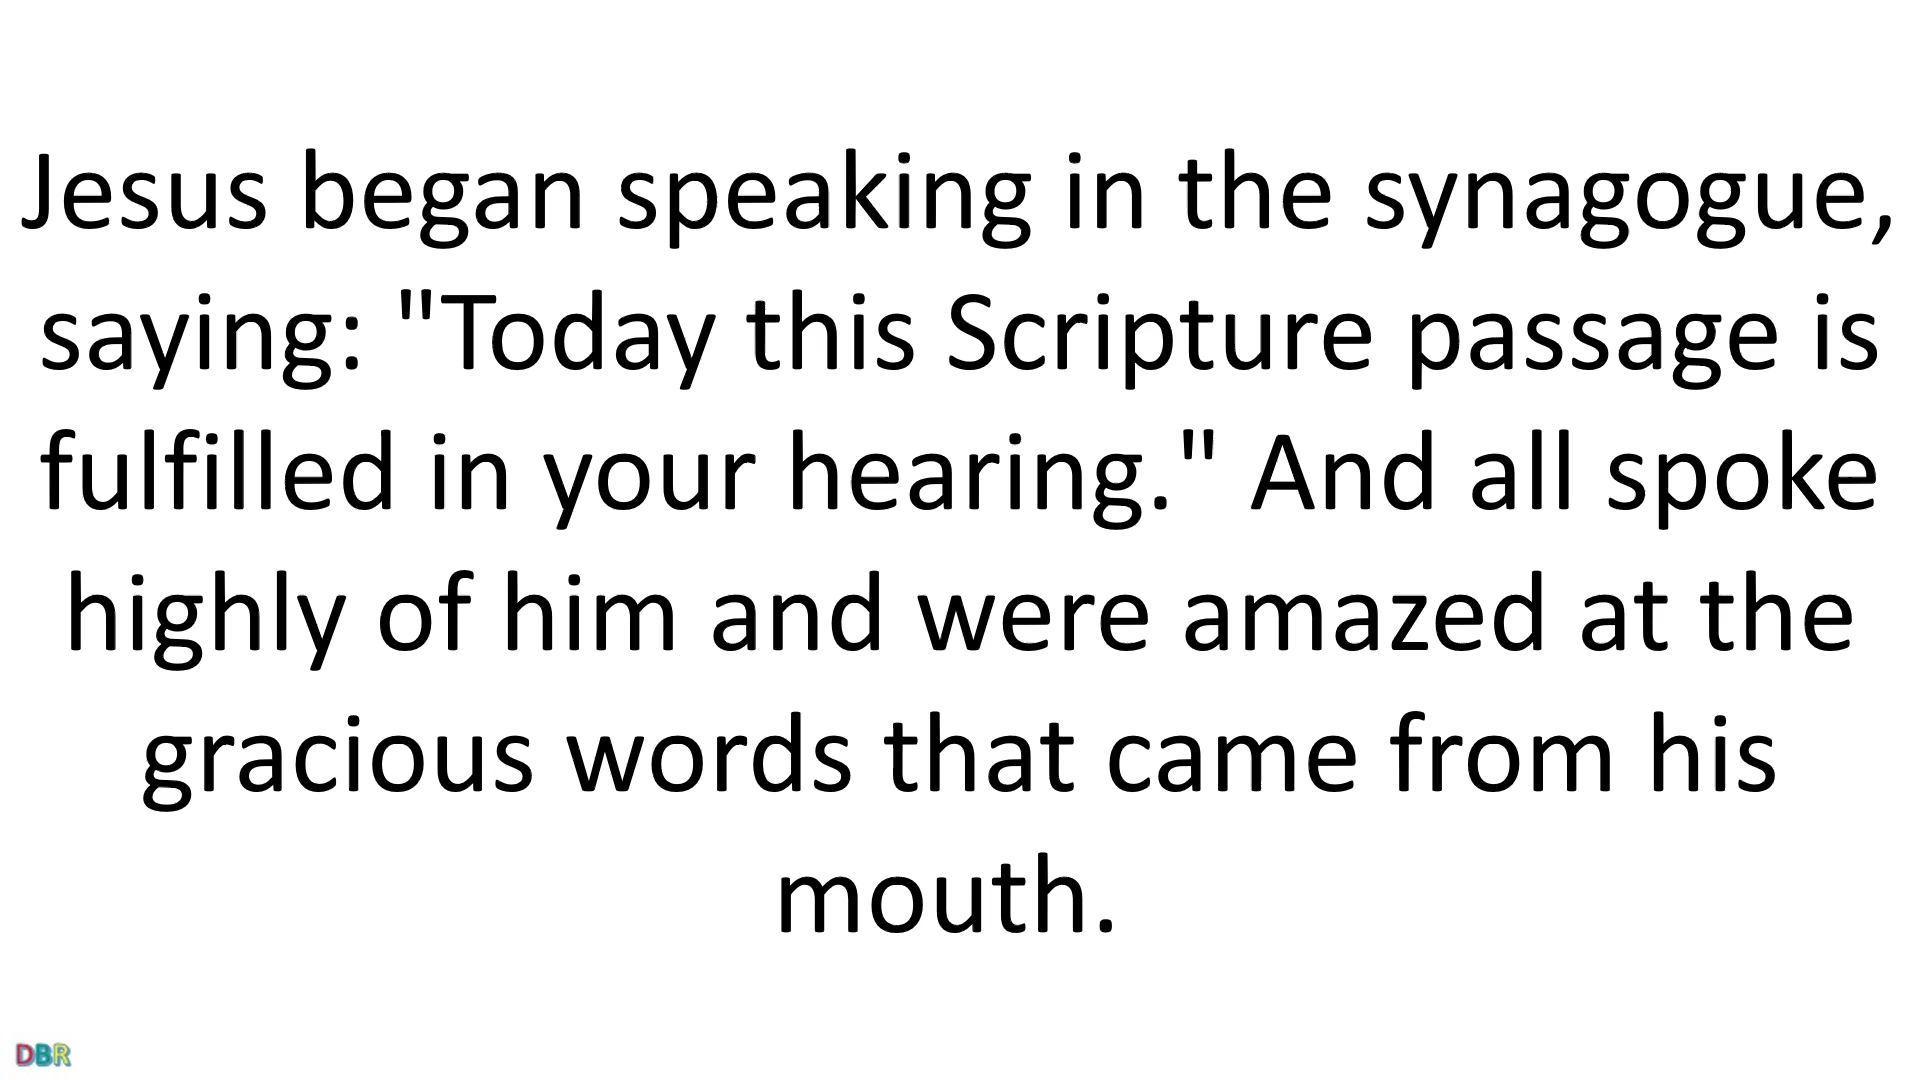 Jesus began speaking in the synagogue,
saying: "Today this Scripture passage is
fulfilled in your hearing." And all spoke
highly of him and were amazed at the
gracious words that came from his
mouth.
DBR